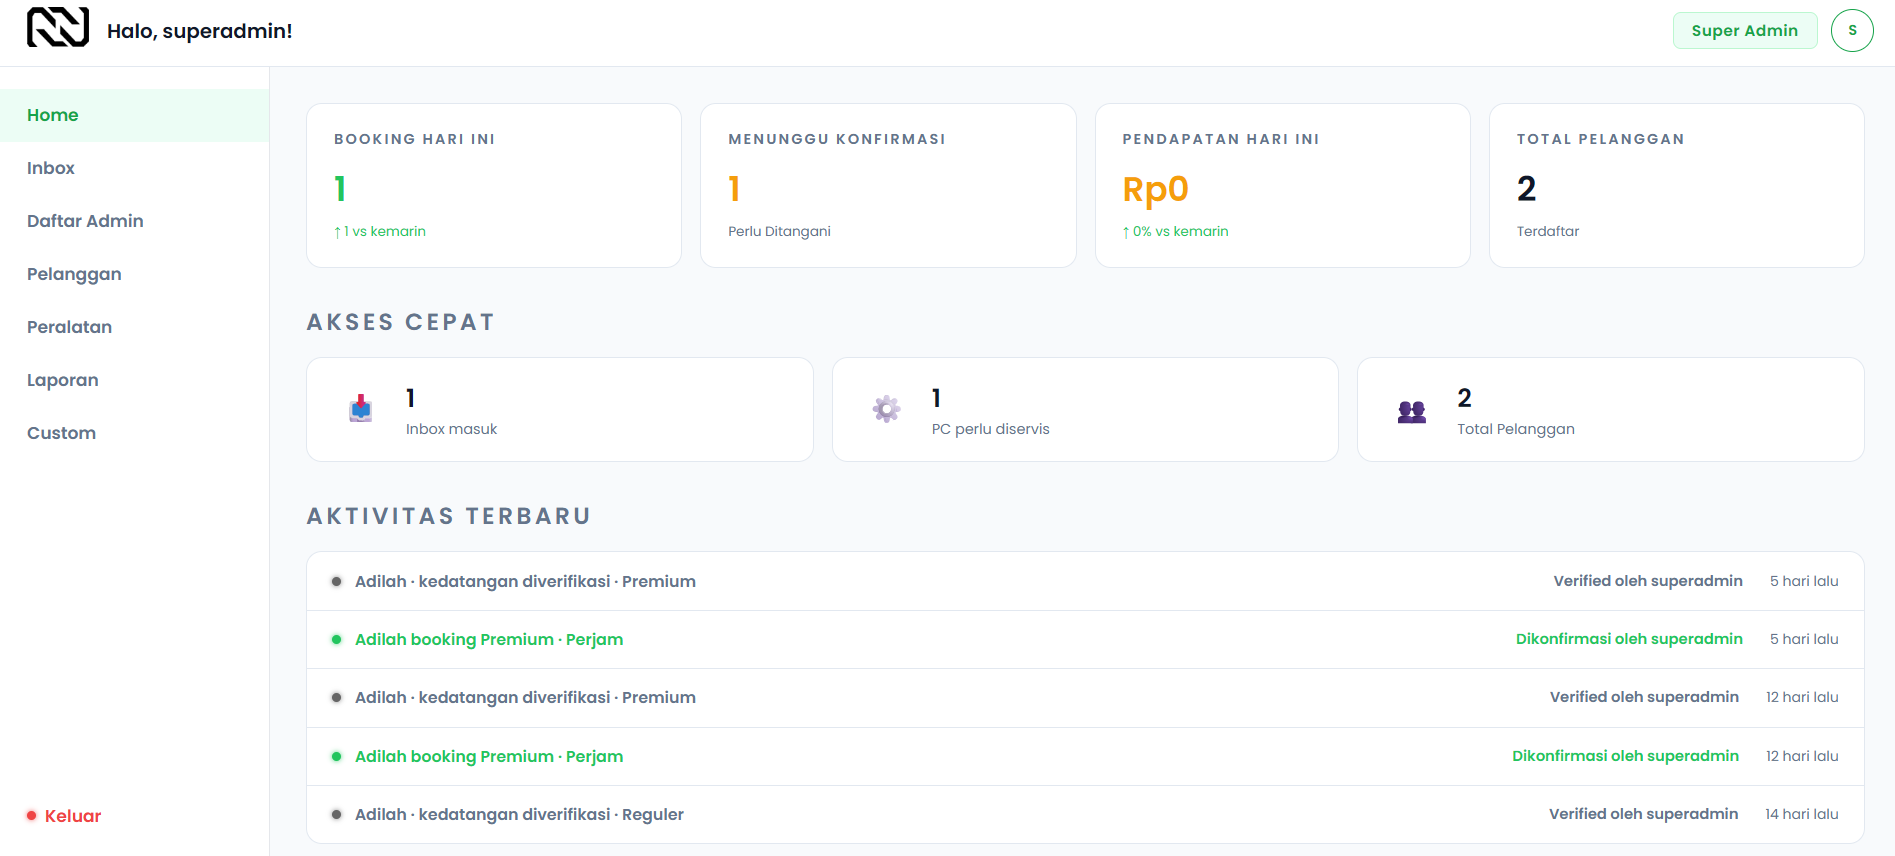 Halo, superadmin!
Super Admin
S
Home
Inbox
Daftar Admin
Pelanggan
Peralatan
Laporan
Custom
Keluar
BOOKING HARI INI
1
↑ 1 vs kemarin
MENUNGGU KONFIRMASI
1
Perlu Ditangani
PENDAPATAN HARI INI
Rp0
↑ 0% vs kemarin
TOTAL PELANGGAN
2
Terdaftar
AKSES CEPAT
1
Inbox masuk
1
PC perlu diservis
2
Total Pelanggan
AKTIVITAS TERBARU
Adilah · kedatangan diverifikasi · Premium Verified oleh superadmin 5 hari lalu
Adilah booking Premium · Perjam Dikonfirmasi oleh superadmin 5 hari lalu
Adilah · kedatangan diverifikasi · Premium Verified oleh superadmin 12 hari lalu
Adilah booking Premium · Perjam Dikonfirmasi oleh superadmin 12 hari lalu
Adilah · kedatangan diverifikasi · Reguler Verified oleh superadmin 14 hari lalu